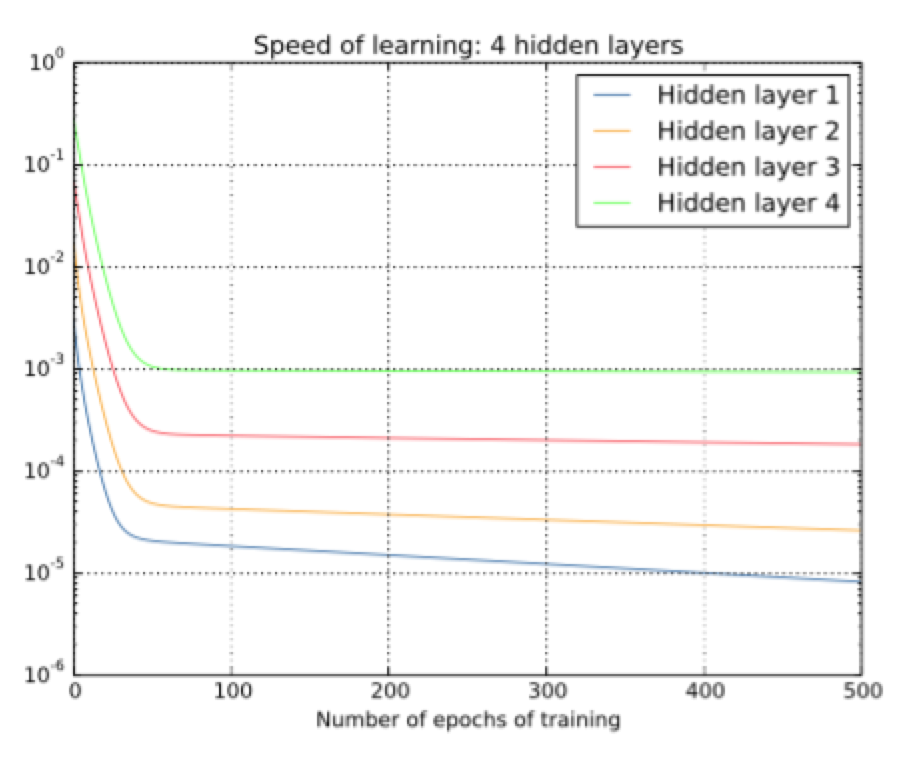 Speed of learning: 4 hidden layers
10^0
10^-1
10^-2
10^-3
10^-4
10^-5
10^-6
Hidden layer 1
Hidden layer 2
Hidden layer 3
Hidden layer 4
0 100 200 300 400 500
Number of epochs of training